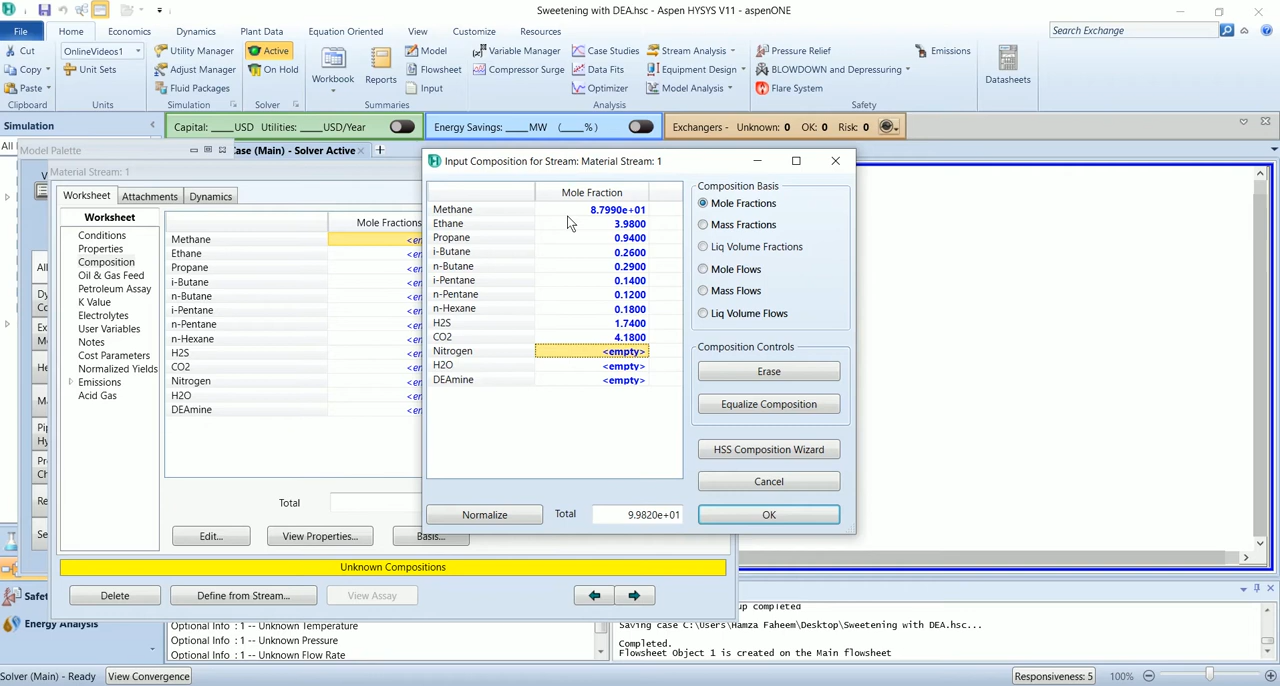 Sweetening with DEA.hsc - Aspen HYSYS V11 - aspenONE
File Home Economics Dynamics Plant Data Equation Oriented View Customize Resources Search Exchange
Cut OnlineVideos1 Utility Manager Active Model Variable Manager Case Studies Stream Analysis Pressure Relief Emissions
Copy Unit Sets Adjust Manager On Hold Workbook Reports Flowsheet Compressor Surge Data Fits Equipment Design BLOWDOWN and Depressuring Datasheets
Paste Fluid Packages Input Optimizer Model Analysis Flare System
Clipboard Units Simulation Solver Summaries Analysis Safety
Simulation Capital: ____USD Utilities: ____USD/Year Energy Savings: ____MW (____%) Exchangers - Unknown: 0 OK: 0 Risk: 0
Model Palette
ase (Main) - Solver Active
Material Stream: 1
Worksheet Attachments Dynamics
Worksheet
Conditions
Properties
Composition
Oil & Gas Feed
Petroleum Assay
K Value
Electrolytes
User Variables
Notes
Cost Parameters
Normalized Yields
Emissions
Acid Gas
Mole Fractions
Methane <em
Ethane <em
Propane <em
i-Butane <em
n-Butane <em
i-Pentane <em
n-Pentane <em
n-Hexane <em
H2S <em
CO2 <em
Nitrogen <em
H2O <em
DEAmine <em
Total
Edit... View Properties... Basis...
Unknown Compositions
Delete Define from Stream... View Assay
Input Composition for Stream: Material Stream: 1
Mole Fraction
Methane 8.7990e+01
Ethane 3.9800
Propane 0.9400
i-Butane 0.2600
n-Butane 0.2900
i-Pentane 0.1400
n-Pentane 0.1200
n-Hexane 0.1800
H2S 1.7400
CO2 4.1800
Nitrogen <empty>
H2O <empty>
DEAmine <empty>
Normalize Total 9.9820e+01
Composition Basis
Mole Fractions
Mass Fractions
Liq Volume Fractions
Mole Flows
Mass Flows
Liq Volume Flows
Composition Controls
Erase
Equalize Composition
HSS Composition Wizard
Cancel
OK
Safet
Energy Analysis
Optional Info : 1 -- Unknown Temperature
Optional Info : 1 -- Unknown Pressure
Optional Info : 1 -- Unknown Flow Rate
up completed
Saving case C:\Users\Hamza Faheem\Desktop\Sweetening with DEA.hsc...
Completed.
Flowsheet Object 1 is created on the Main flowsheet
Solver (Main) - Ready View Convergence Responsiveness: 5 100%